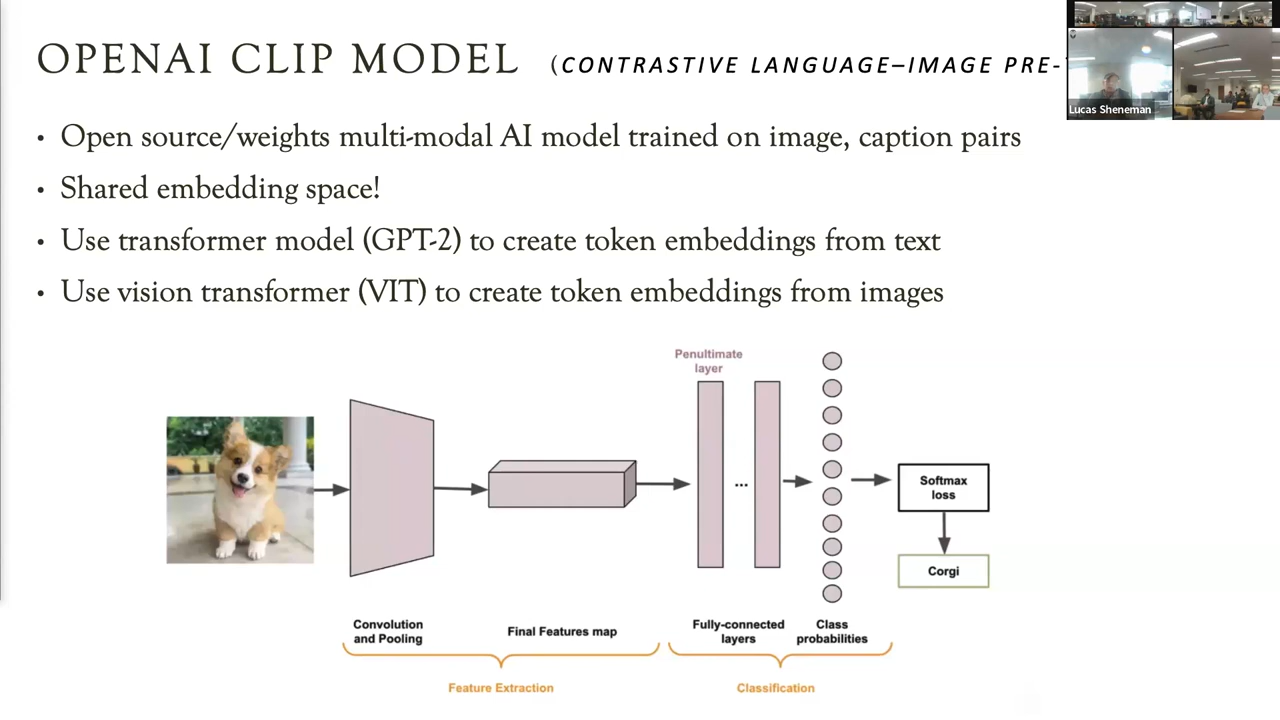 OPENAI CLIP MODEL (CONTRASTIVE LANGUAGE–IMAGE PRE-
Lucas Sheneman
• Open source/weights multi-modal AI model trained on image, caption pairs
• Shared embedding space!
• Use transformer model (GPT-2) to create token embeddings from text
• Use vision transformer (VIT) to create token embeddings from images
Penultimate
layer
...
Softmax
loss
Corgi
Convolution
and Pooling
Final Features map
Fully-connected
layers
Class
probabilities
Feature Extraction
Classification